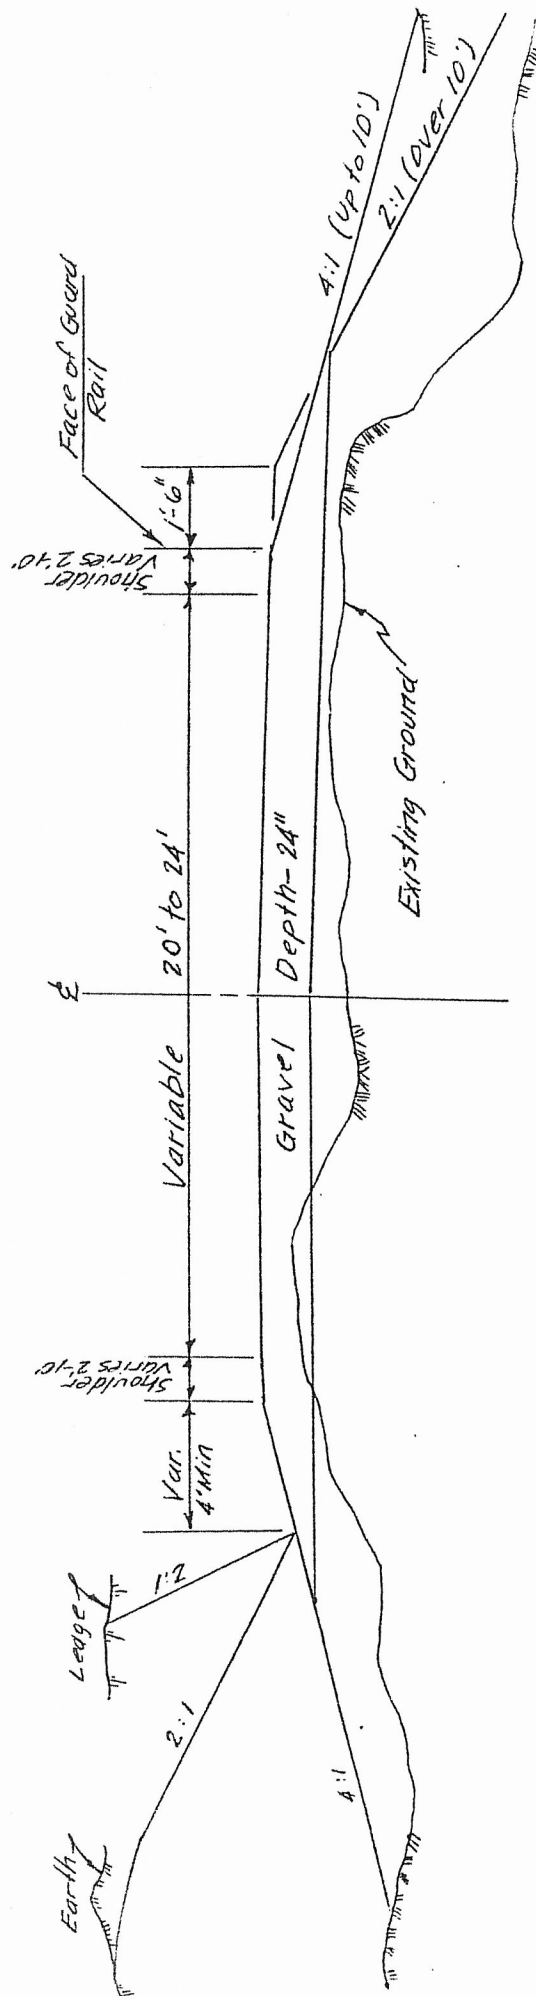 Earth
Ledge
2:1
1:2
4:1
Var.
4'Min
Shoulder
Varies 2'-10'
Variable 20' to 24'
℄
Gravel Depth-24"
Existing Ground
Shoulder
Varies 2'-10'
1'-6"
Face of Guard
Rail
4:1 (up to 10')
2:1 (Over 10')